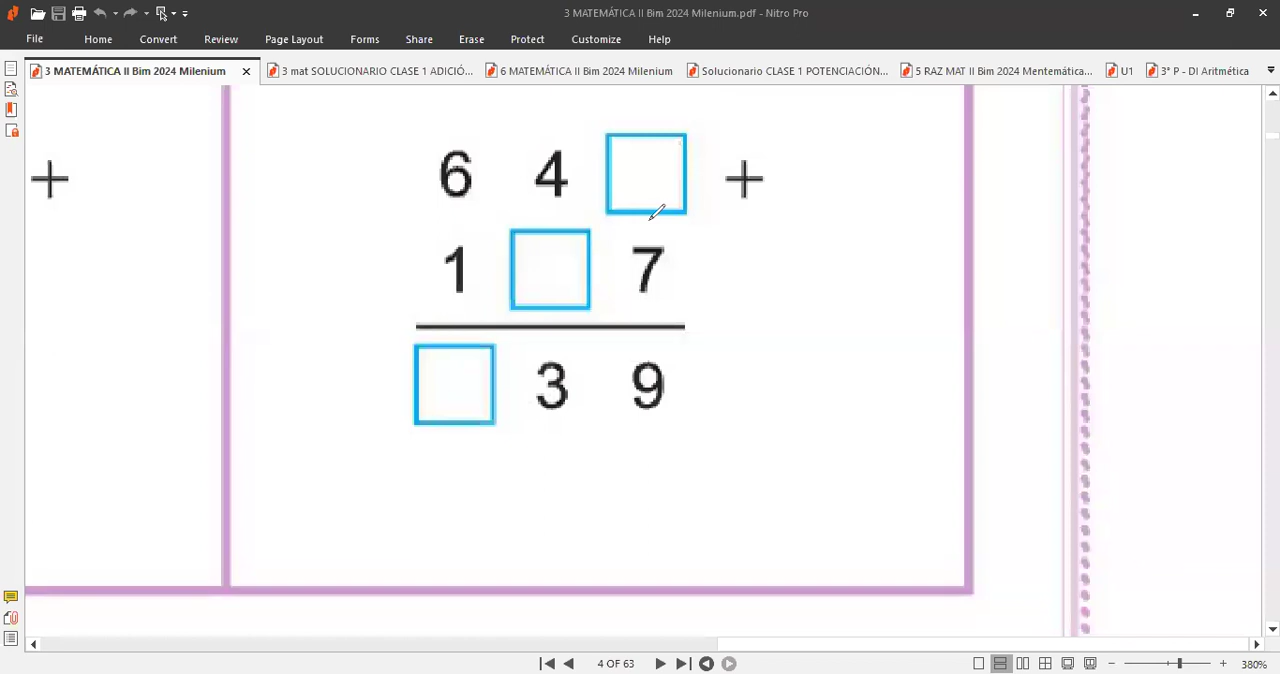 3 MATEMÁTICA II Bim 2024 Milenium.pdf - Nitro Pro
File Home Convert Review Page Layout Forms Share Erase Protect Customize Help
3 MATEMÁTICA II Bim 2024 Milenium 3 mat SOLUCIONARIO CLASE 1 ADICIÓ... 6 MATEMÁTICA II Bim 2024 Milenium Solucionario CLASE 1 POTENCIACIÓN... 5 RAZ MAT II Bim 2024 Mentemática... U1 3° P - DI Aritmética
+ 6 4 +
1 7
3 9
4 OF 63 380%